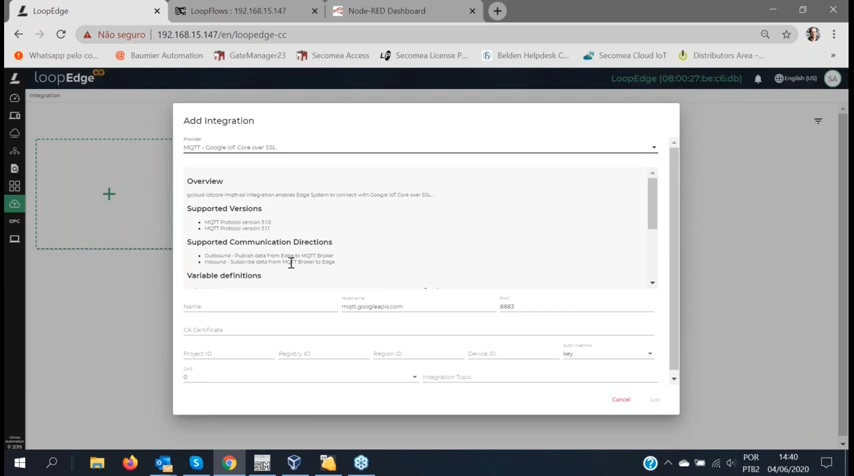 LoopEdge
LoopFlows : 192.168.15.147
Node-RED Dashboard
Não seguro
192.168.15.147/en/loopedge-cc
Whatsapp pelo co...
Baumier Automation
GateManager23
Secomea Access
Secomea License P...
Belden Helpdesk C...
Secomea Cloud IoT
Distributors Area –...
»
loopEdge
LoopEdge (08:00:27:be:c6:db)
English (US)
SA
Integration
Add Integration
Provider
MQTT - Google IoT Core over SSL
Overview
gcloud-iotcore-mqtt-ssl Integration enables Edge System to connect with Google IoT Core over SSL...
Supported Versions
MQTT Protocol version 3.1.0
MQTT Protocol version 3.1.1
Supported Communication Directions
Outbound - Publish data from Edge to MQTT Broker
Inbound - Subscribe data from MQTT Broker to Edge
Variable definitions
Name
Hostname
mqtt.googleapis.com
Port
8883
CA Certificate
Project ID
Registry ID
Region ID
Device ID
Auth method
key
QoS
0
Integration Topic
Cancel
Add
OPC
© 2019
POR
PTB2
14:40
04/06/2020